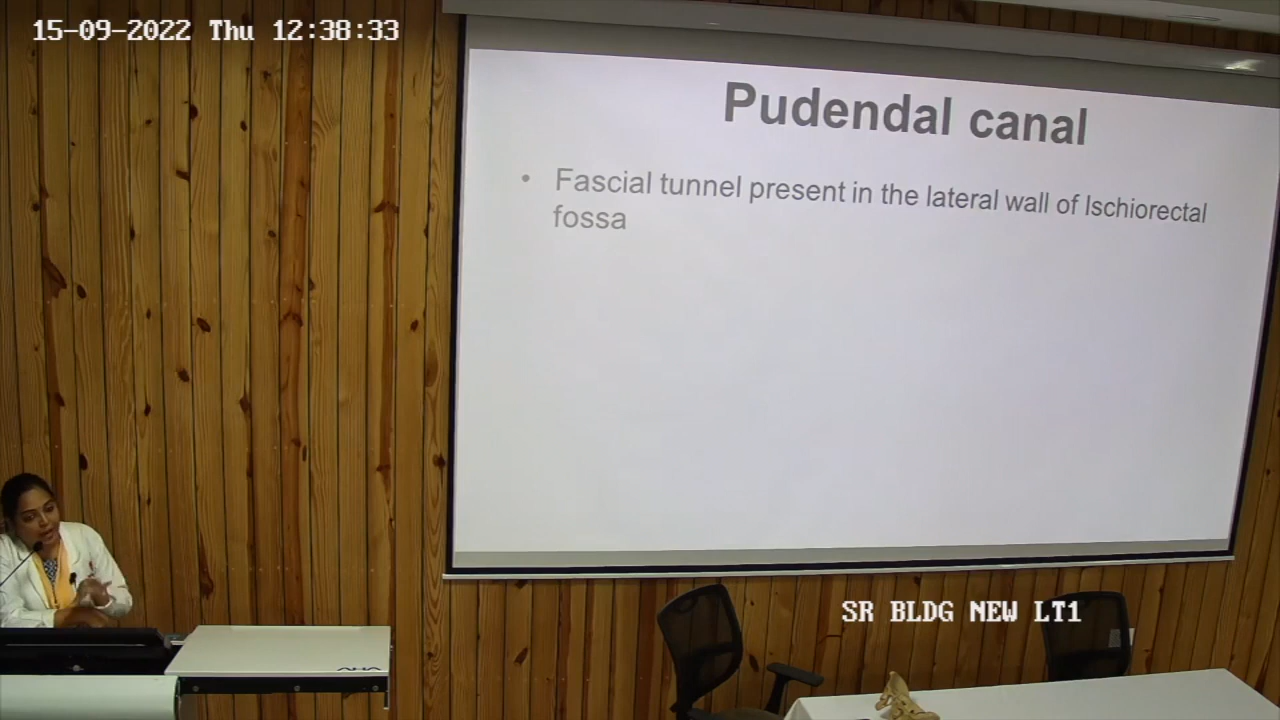 15-09-2022 Thu 12:38:33
Pudendal canal
• Fascial tunnel present in the lateral wall of Ischiorectal
fossa
SR BLDG NEW LT1